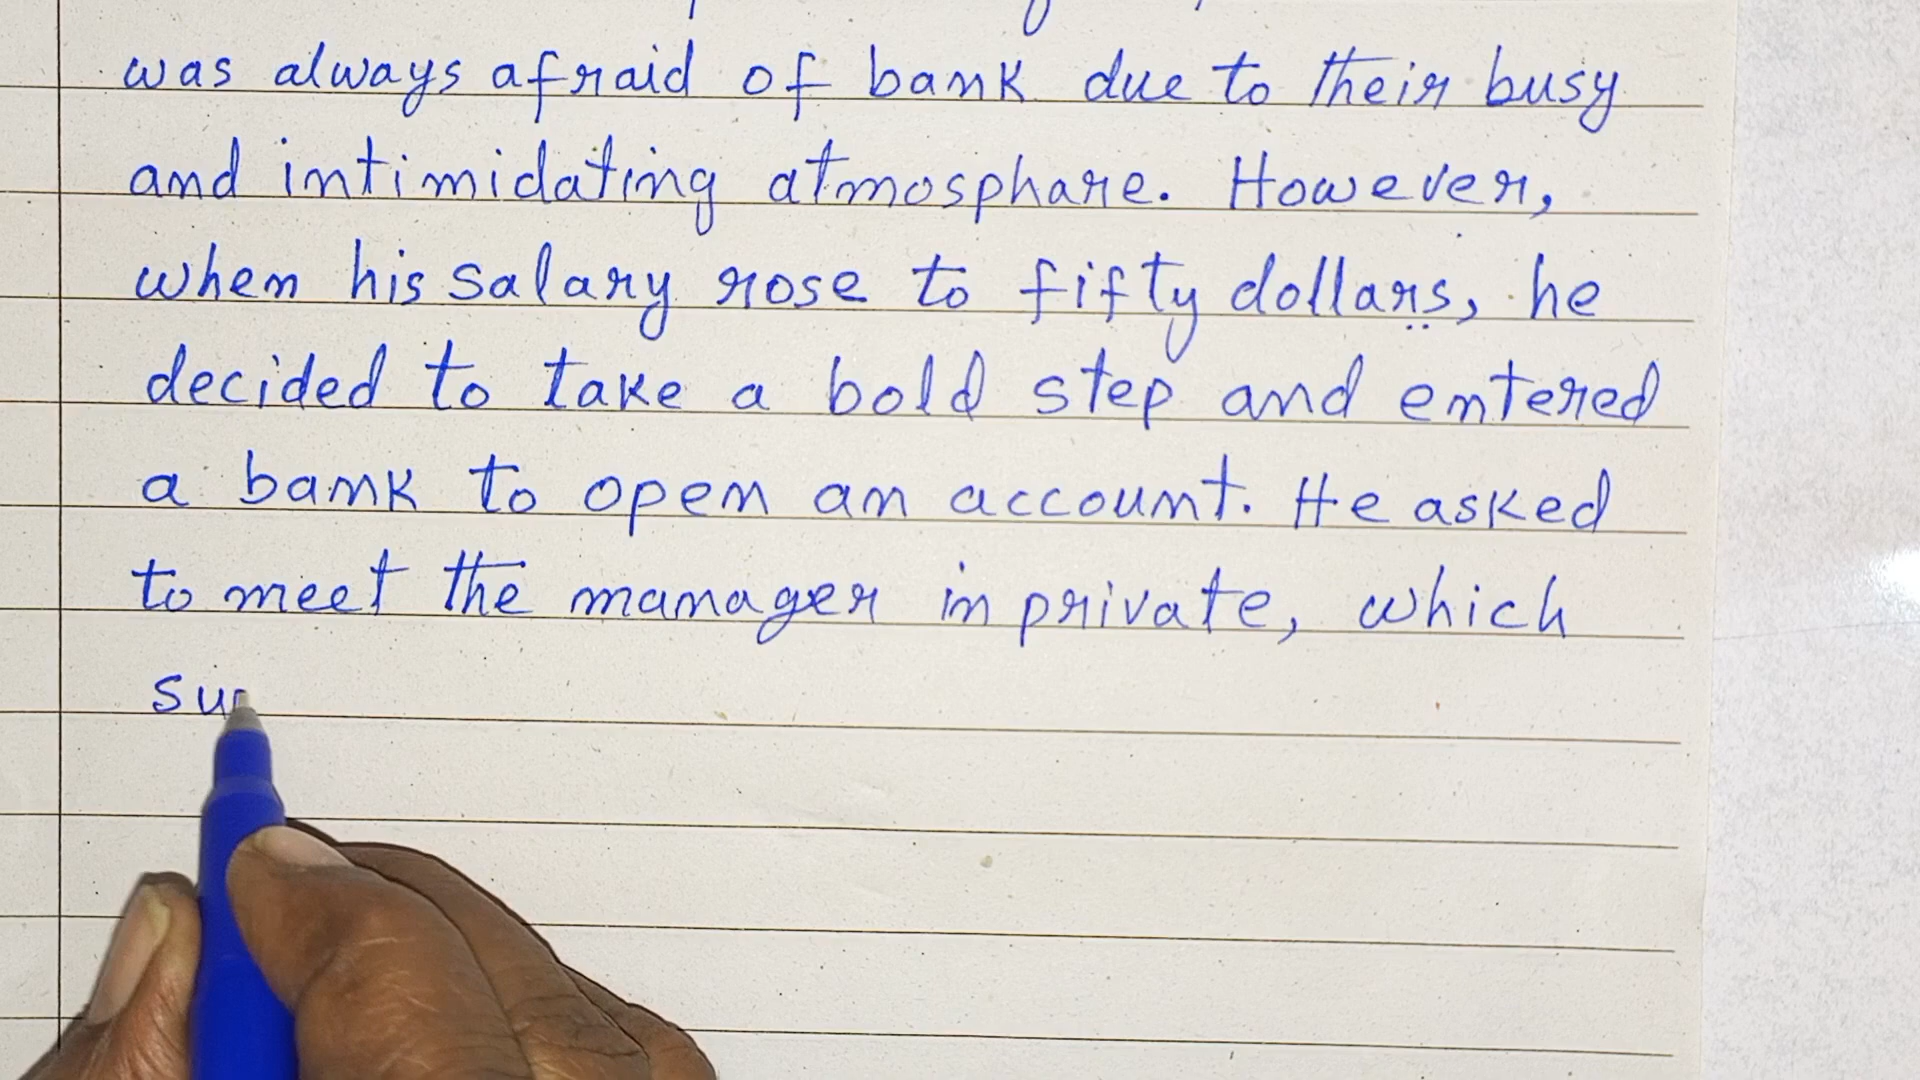 was always afraid of bank due to their busy
and intimidating atmosphare. However,
when his salary rose to fifty dollars, he
decided to take a bold step and entered
a bank to open an account. He asked
to meet the manager in private, which
su